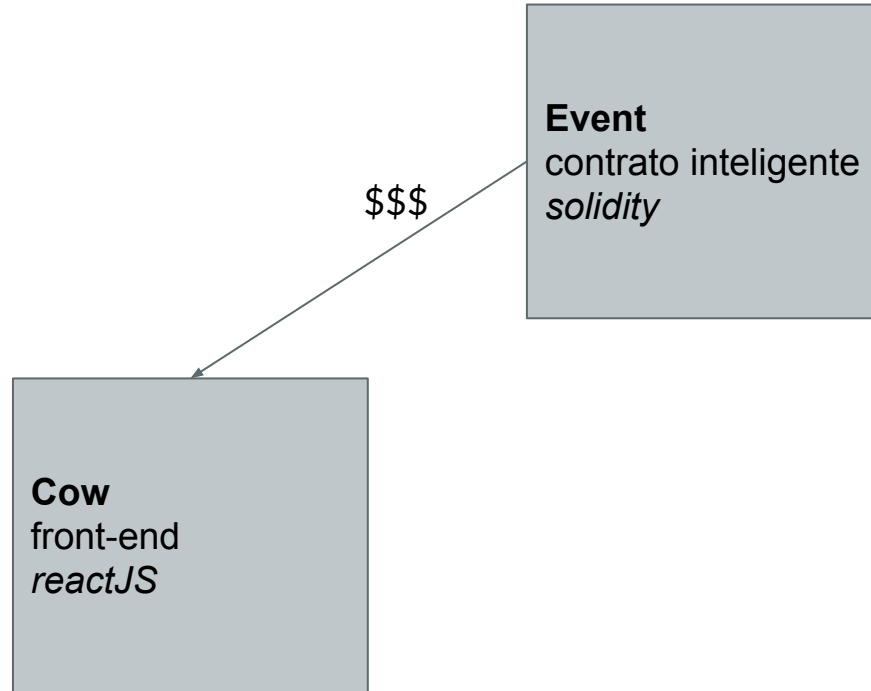 Event
contrato inteligente
solidity
$$$
Cow
front-end
reactJS